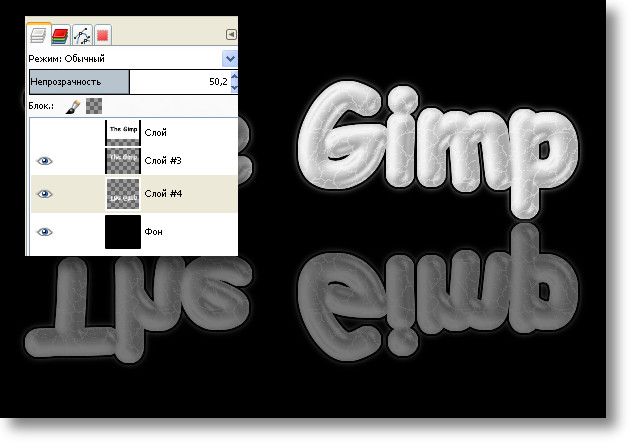 Режим: Обычный
Непрозрачность 50,2
Блок.:
The Gimp
Слой
The Gimp
Слой #3
Слой #4
Фон
Gimp
The Gimp